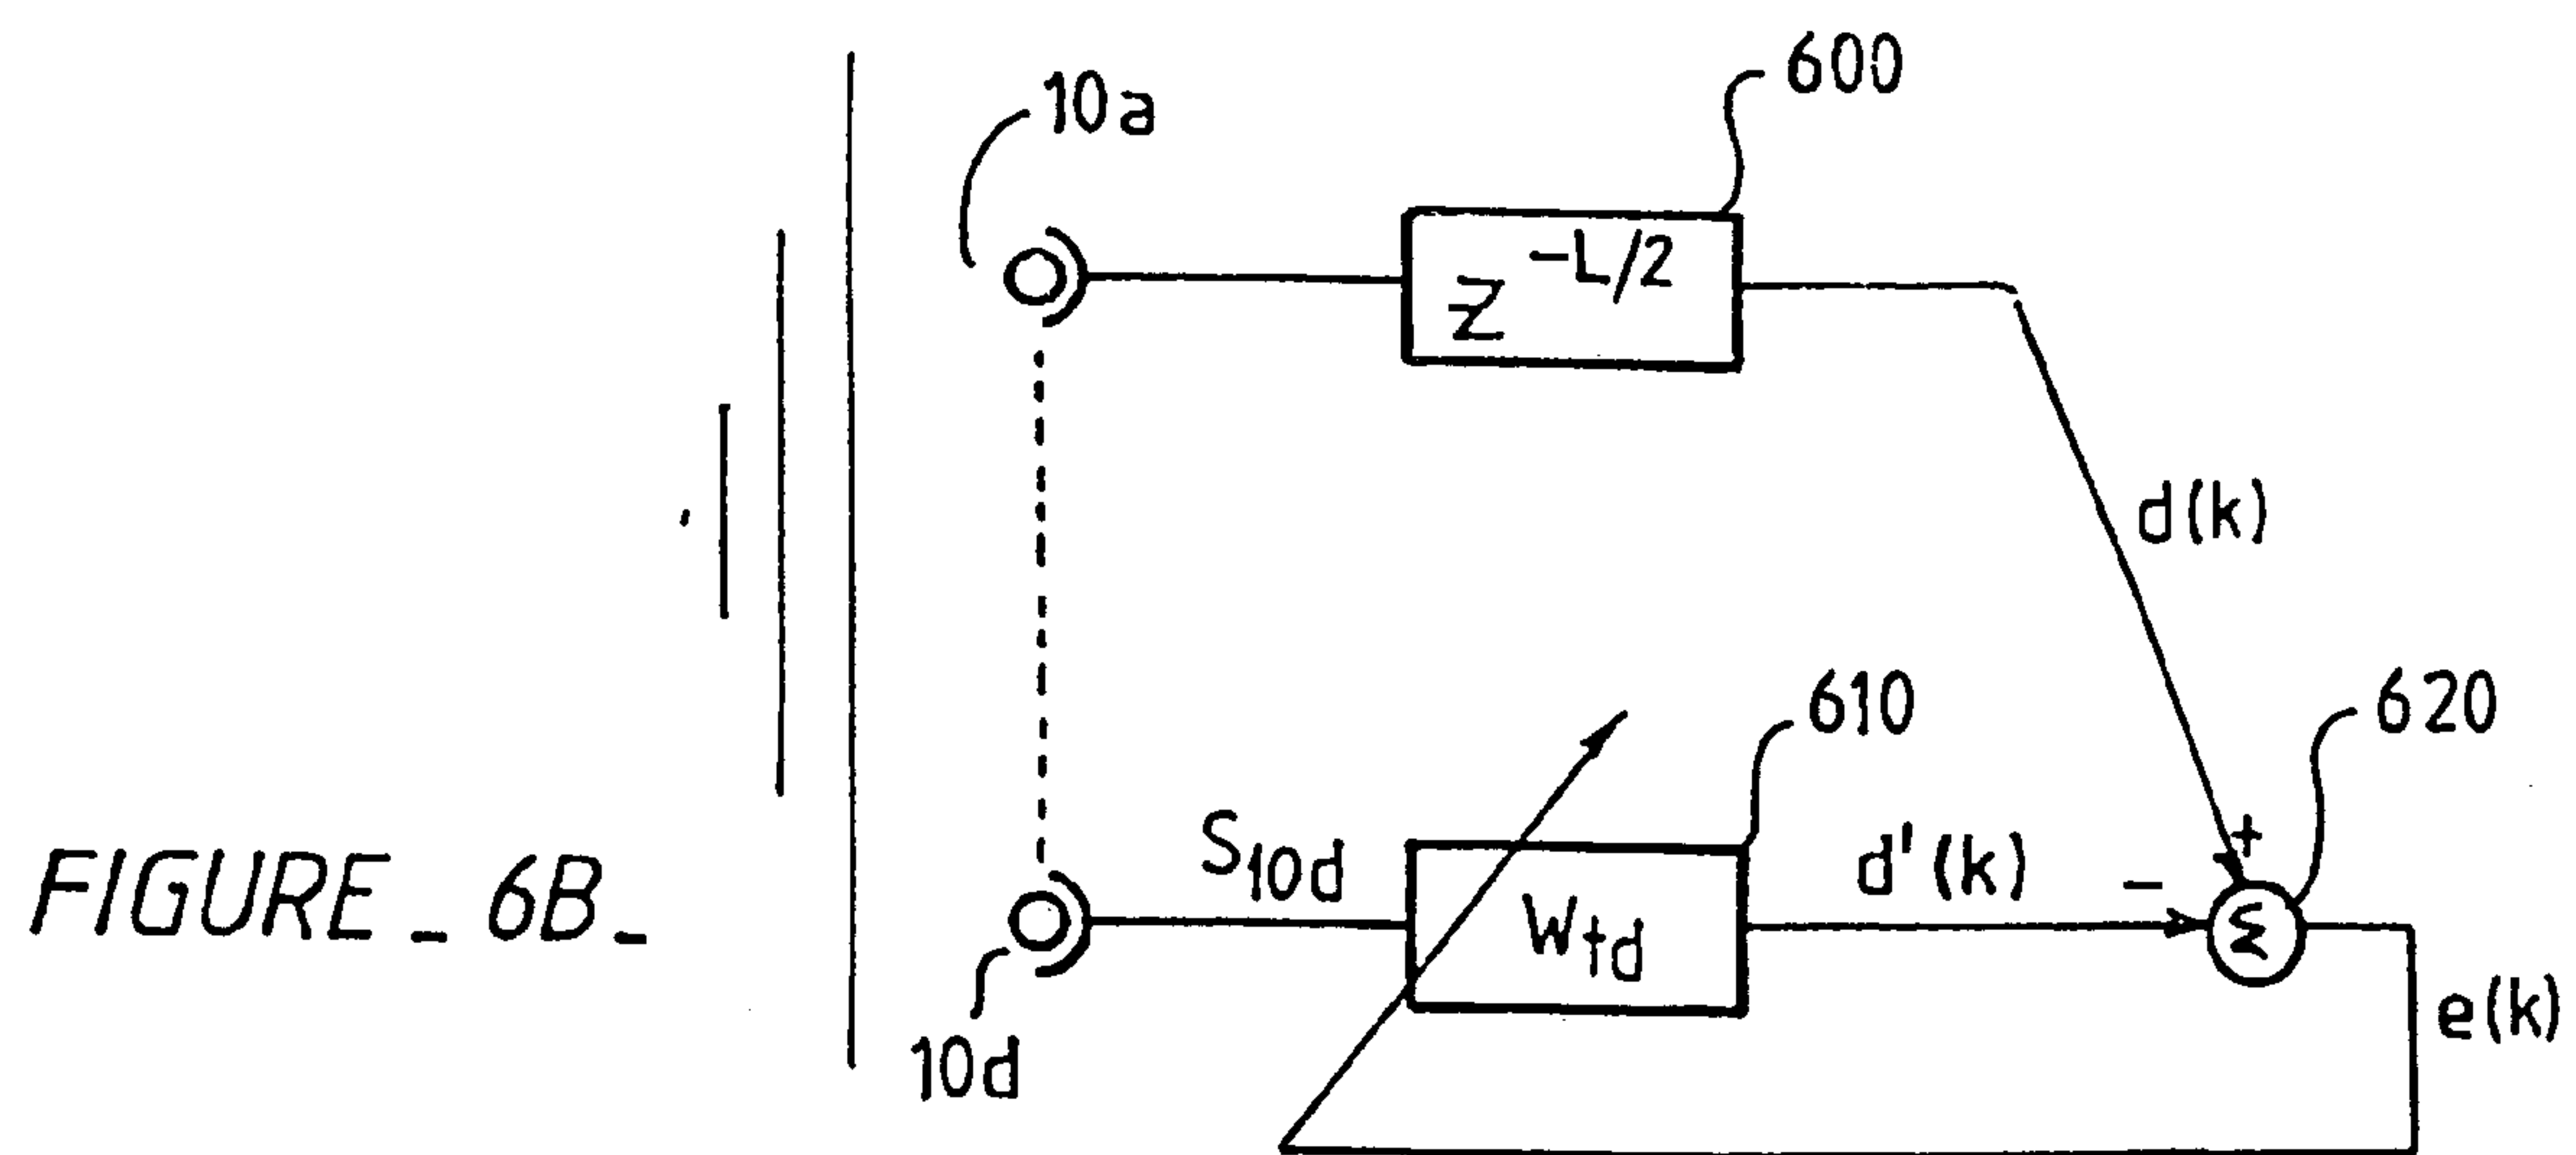 600
10a
Z^-L/2
d(k)
610
620
S10d
d'(k)
+
-
Wtd
Σ
e(k)
10d
FIGURE_6B_